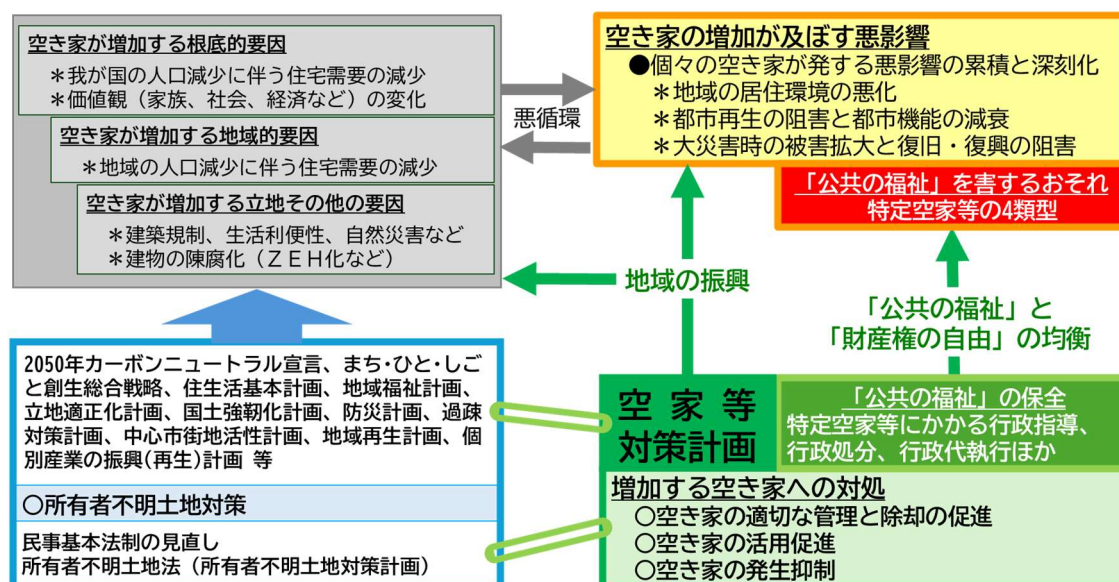 空き家が増加する根底的要因
＊我が国の人口減少に伴う住宅需要の減少
＊価値観（家族、社会、経済など）の変化
空き家が増加する地域的要因
＊地域の人口減少に伴う住宅需要の減少
空き家が増加する立地その他の要因
＊建築規制、生活利便性、自然災害など
＊建物の陳腐化（ＺＥＨ化など）
悪循環
空き家の増加が及ぼす悪影響
●個々の空き家が発する悪影響の累積と深刻化
＊地域の居住環境の悪化
＊都市再生の阻害と都市機能の減衰
＊大災害時の被害拡大と復旧・復興の阻害
「公共の福祉」を害するおそれ
特定空家等の4類型
地域の振興
「公共の福祉」と
「財産権の自由」の均衡
2050年カーボンニュートラル宣言、まち・ひと・しご
と創生総合戦略、住生活基本計画、地域福祉計画、
立地適正化計画、国土強靭化計画、防災計画、過疎
対策計画、中心市街地活性計画、地域再生計画、個
別産業の振興(再生)計画 等
〇所有者不明土地対策
民事基本法制の見直し
所有者不明土地法（所有者不明土地対策計画）
空家等
対策計画
「公共の福祉」の保全
特定空家等にかかる行政指導、
行政処分、行政代執行ほか
増加する空き家への対処
〇空き家の適切な管理と除却の促進
〇空き家の活用促進
〇空き家の発生抑制